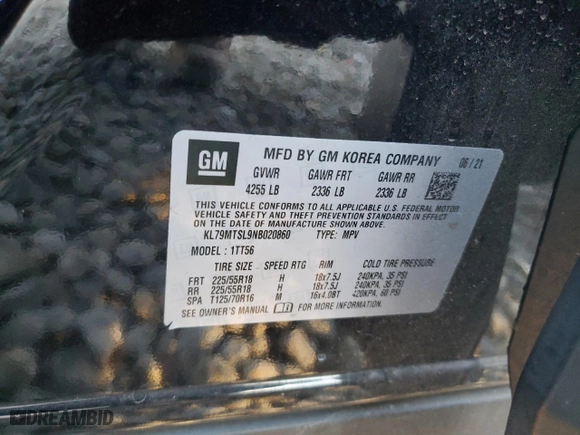 GM
MFD BY GM KOREA COMPANY 06/21
GVWR GAWR FRT GAWR RR
4255 LB 2336 LB 2336 LB
THIS VEHICLE CONFORMS TO ALL APPLICABLE U.S. FEDERAL MOTOR
VEHICLE SAFETY AND THEFT PREVENTION STANDARDS IN EFFECT
ON THE DATE OF MANUFACTURE SHOWN ABOVE.
KL79MTSL9NB020860 TYPE: MPV
MODEL: 1TT56
TIRE SIZE SPEED RTG RIM COLD TIRE PRESSURE
FRT 225/55R18 H 18x7.5J 240KPA, 35 PSI
RR 225/55R18 H 18x7.5J 240KPA, 35 PSI
SPA T125/70R16 M 16x4.0BT 420KPA, 60 PSI
SEE OWNER'S MANUAL FOR MORE INFORMATION.
DREAMBID